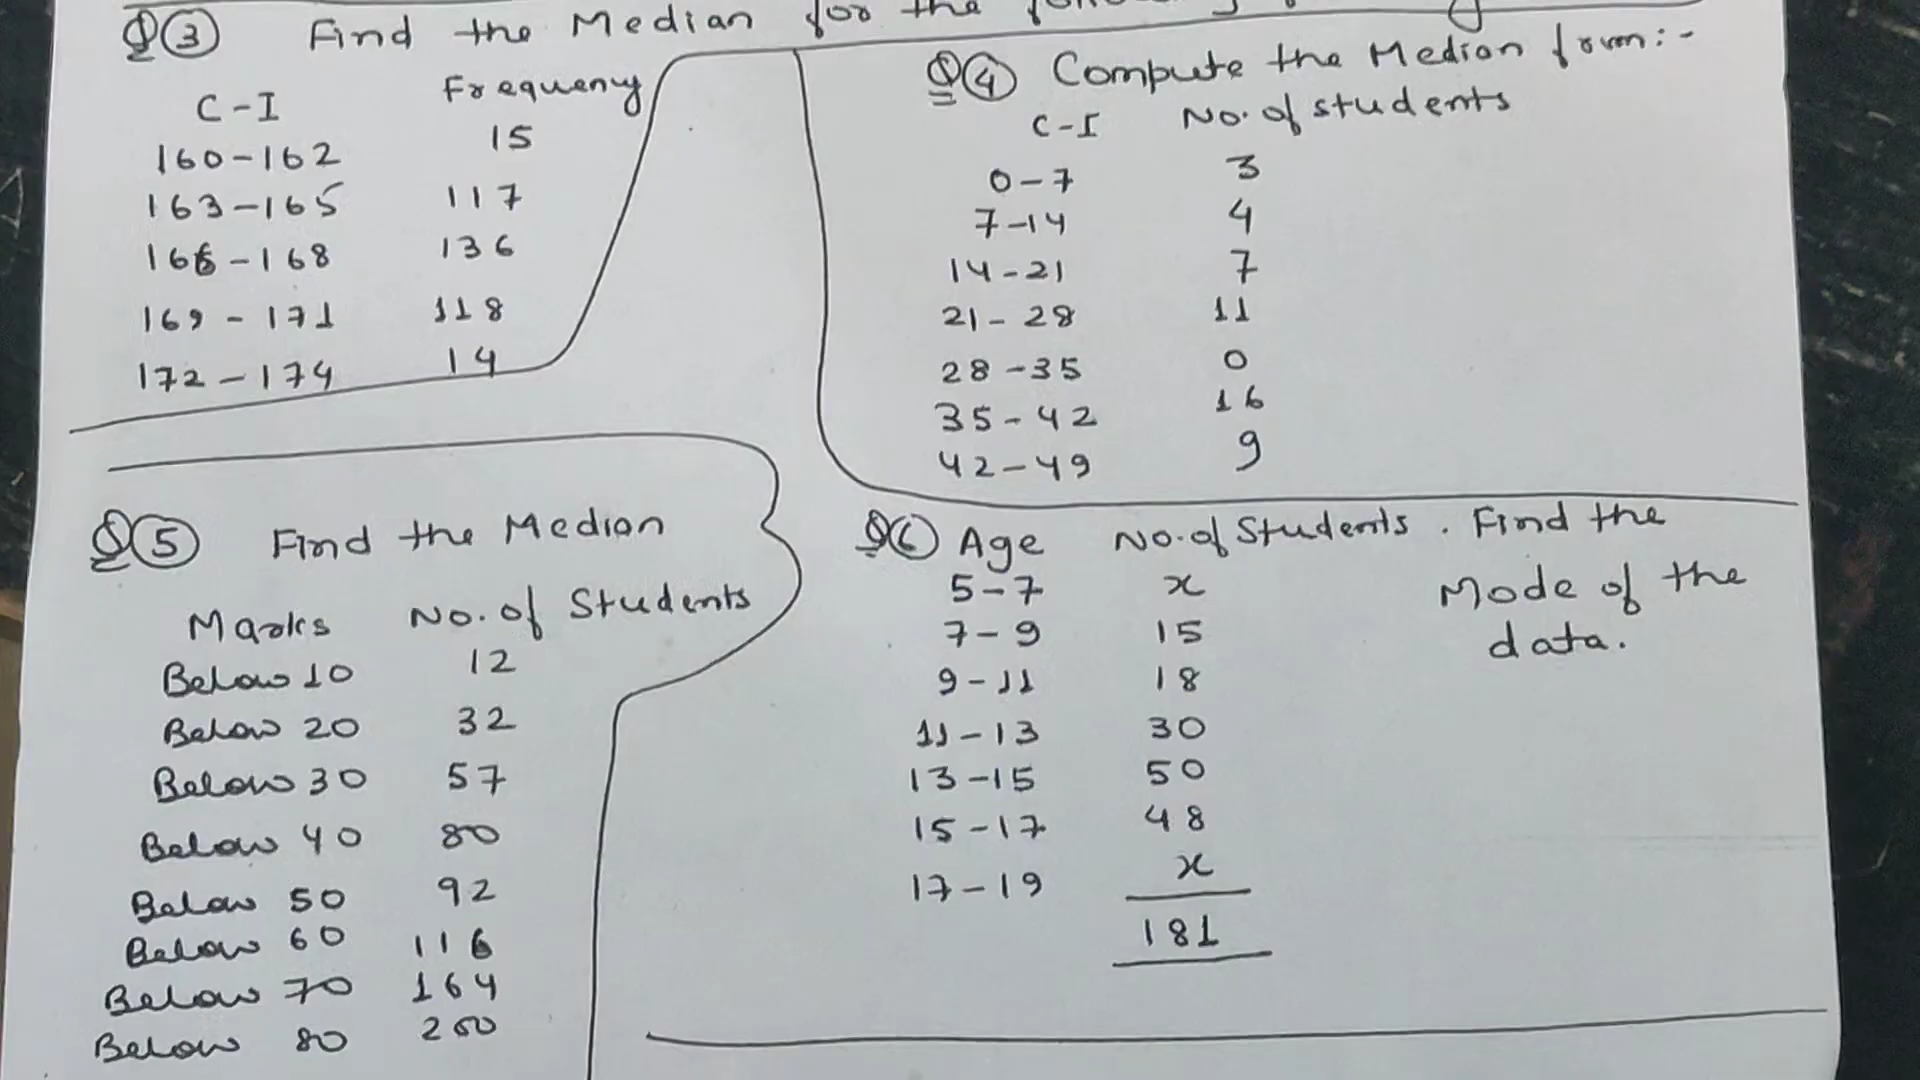 Q③ Find the Median for the
C-I Frequency
160-162 15
163-165 117
166-168 136
169-171 118
172-174 14
Q④ Compute the Median from:-
C-I No. of students
0-7 3
7-14 4
14-21 7
21-28 11
28-35 0
35-42 16
42-49 9
Q⑤ Find the Median
Marks No. of Students
Below 10 12
Below 20 32
Below 30 57
Below 40 80
Below 50 92
Below 60 116
Below 70 164
Below 80 200
Q⑥ Age No. of Students. Find the
Mode of the
data.
5-7 x
7-9 15
9-11 18
11-13 30
13-15 50
15-17 48
17-19 x
181